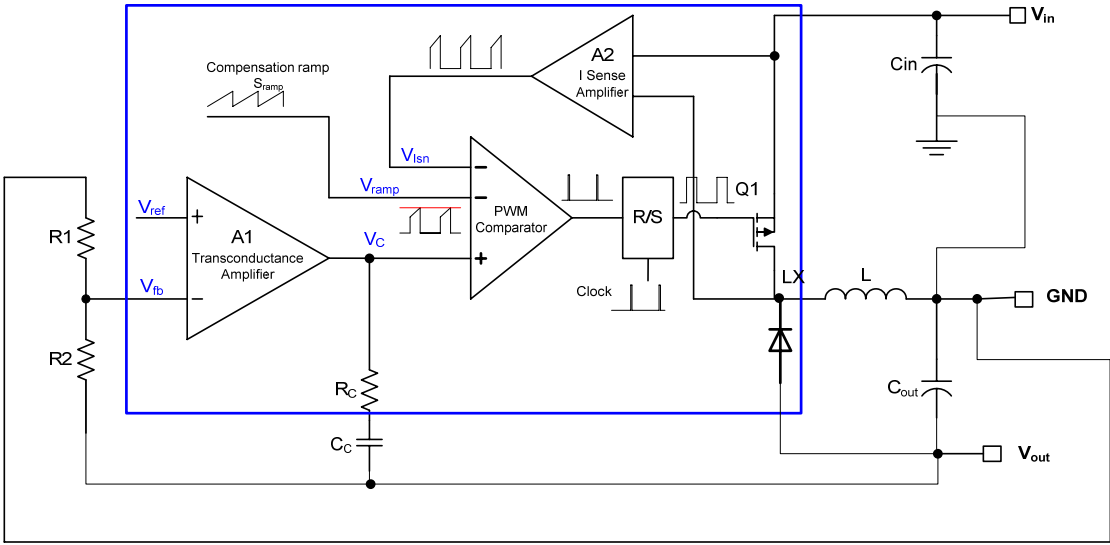 Vin
A2
I Sense
Amplifier
Cin
Compensation ramp
Sramp
VIsn
Vramp
PWM
Comparator
R/S
Q1
Vref
R1
A1
Transconductance
Amplifier
VC
Vfb
Clock
LX
L
GND
R2
RC
Cout
CC
Vout
+
−
−
−
+